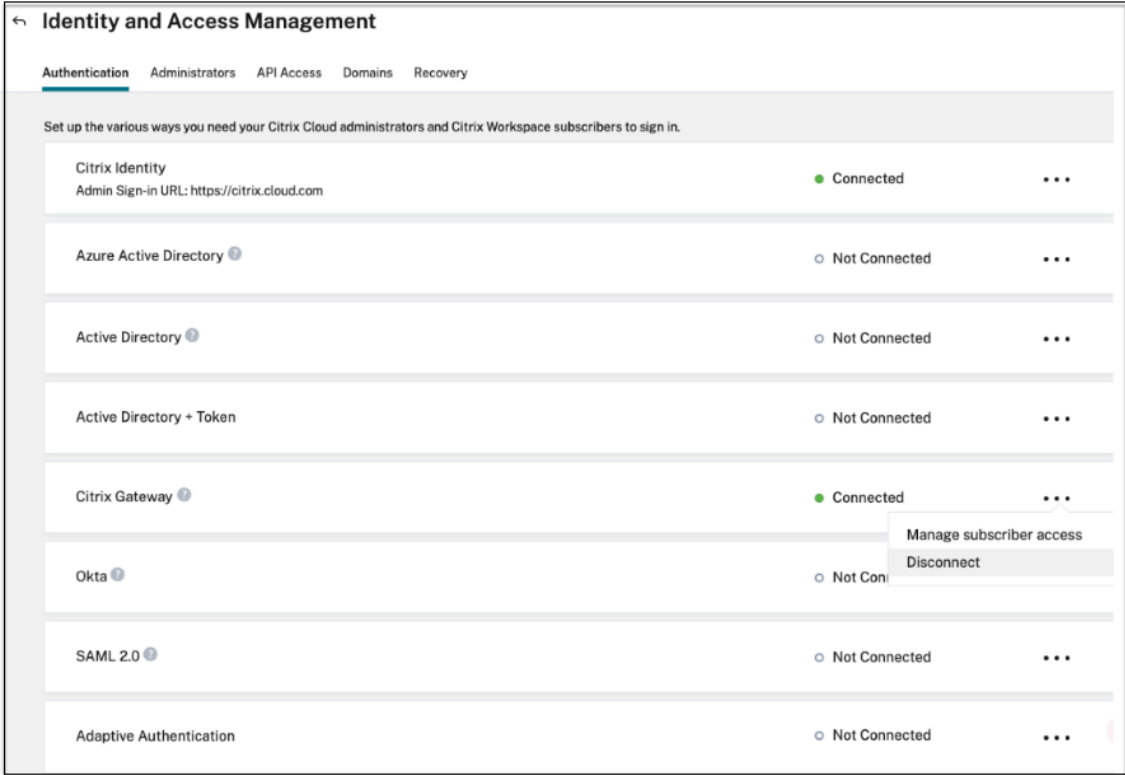 Identity and Access Management
Authentication Administrators API Access Domains Recovery
Set up the various ways you need your Citrix Cloud administrators and Citrix Workspace subscribers to sign in.
Citrix Identity
Admin Sign-in URL: https://citrix.cloud.com
Connected
Azure Active Directory ?
Not Connected
Active Directory ?
Not Connected
Active Directory + Token
Not Connected
Citrix Gateway ?
Connected
Manage subscriber access
Disconnect
Okta ?
Not Con
SAML 2.0 ?
Not Connected
Adaptive Authentication
Not Connected